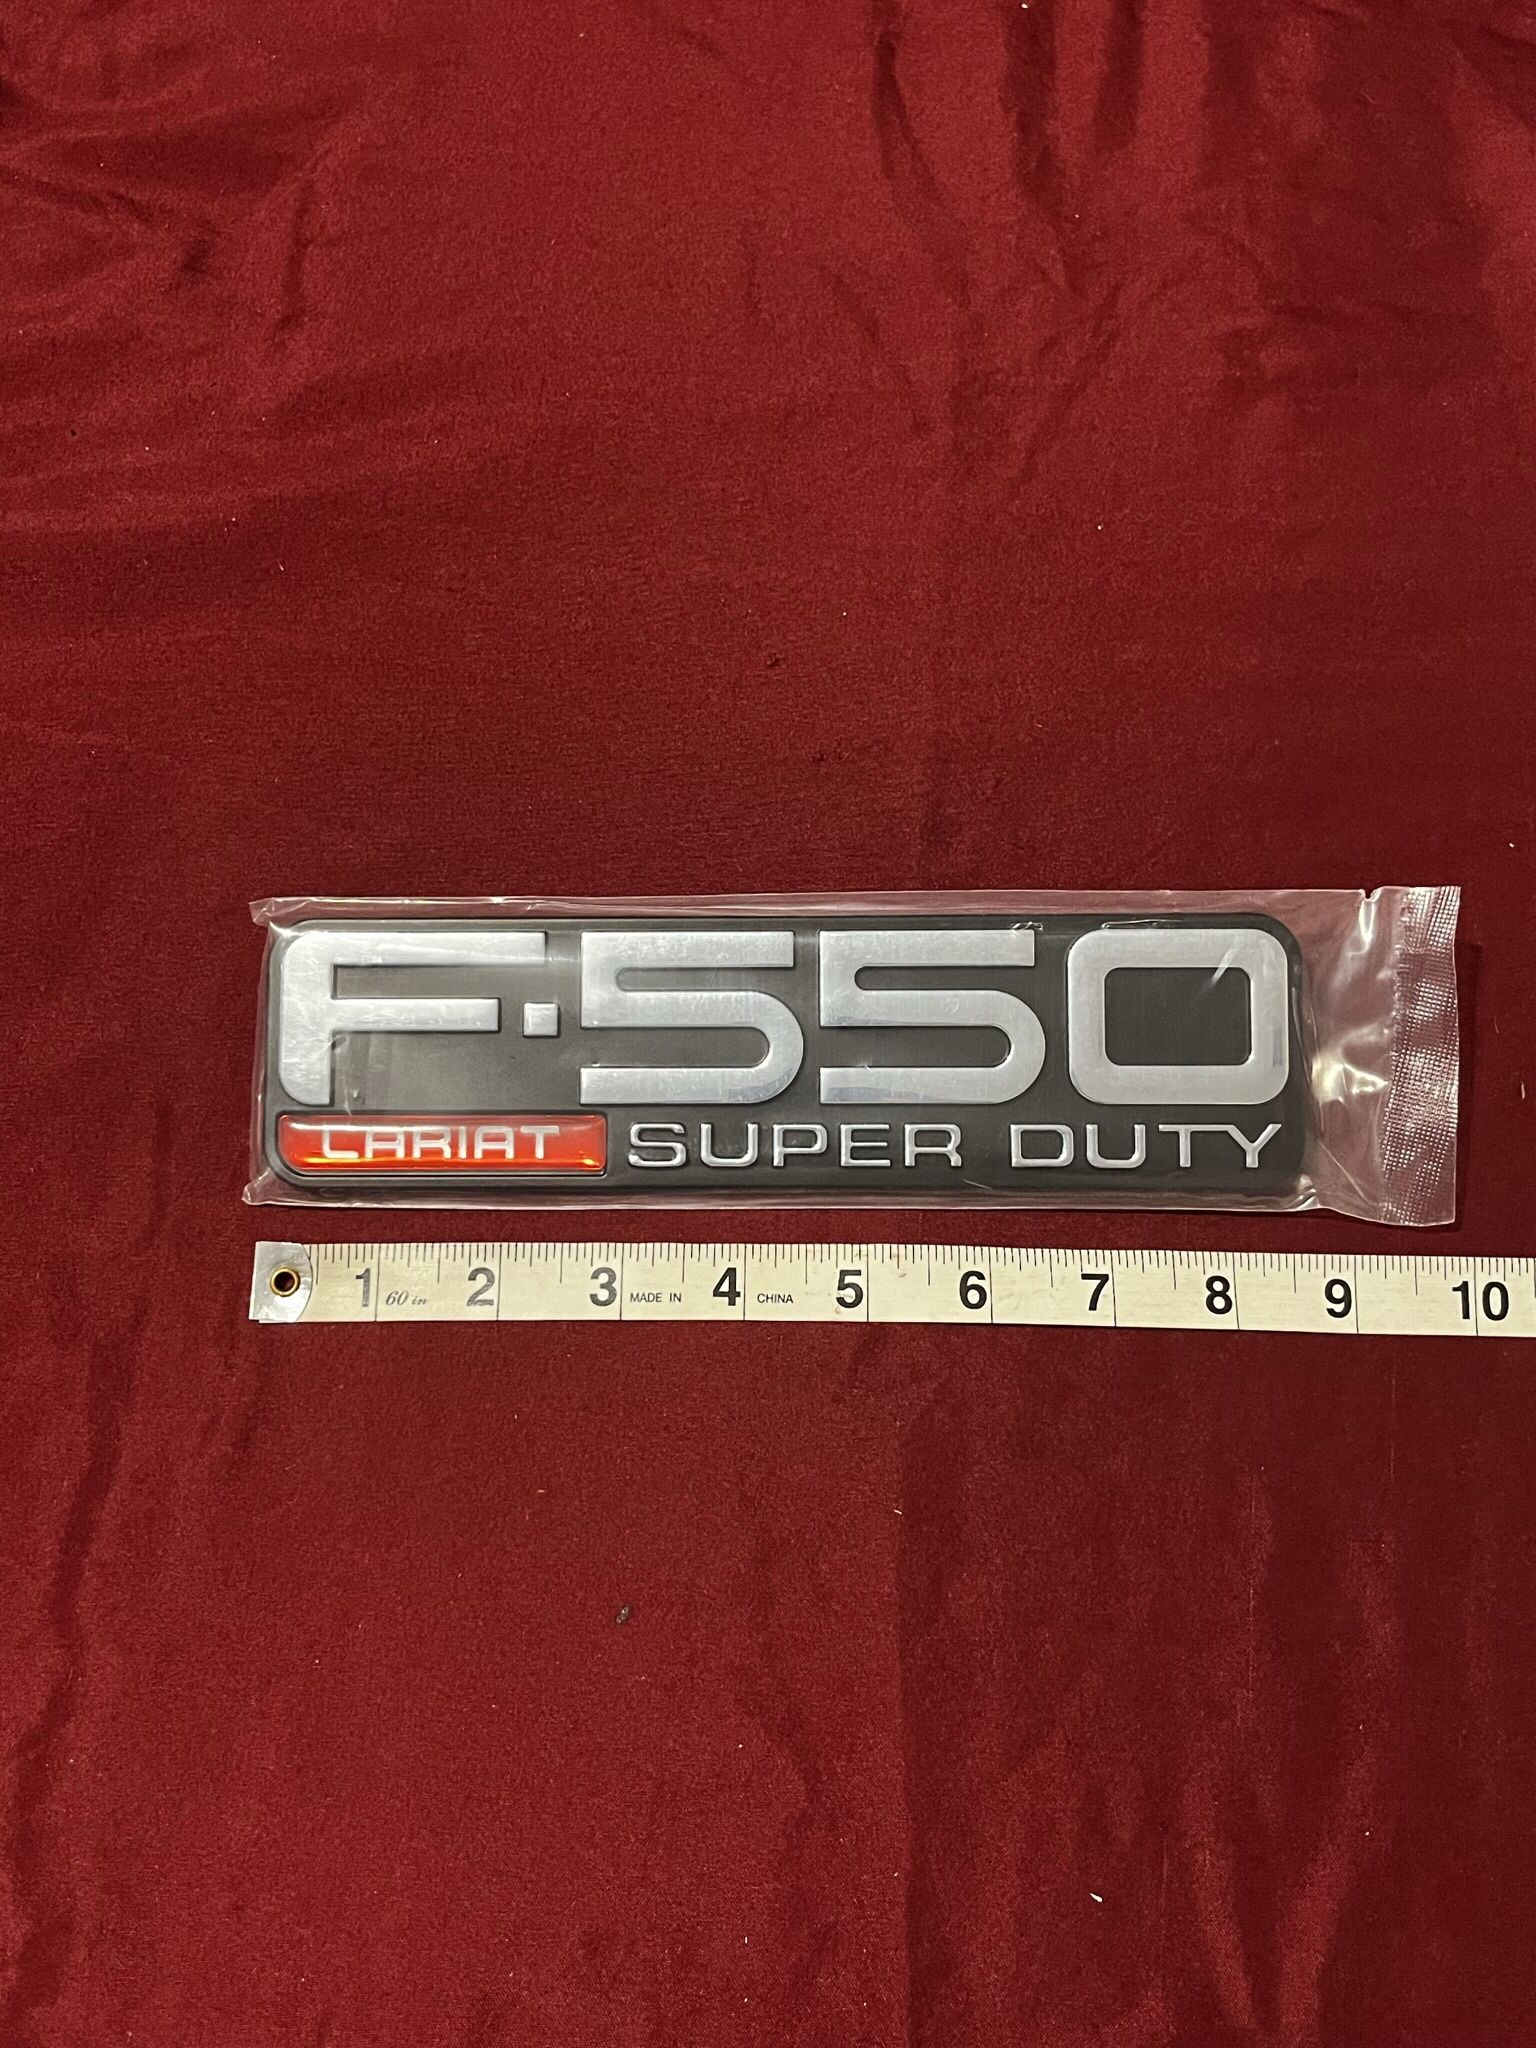 F-550
LARIAT SUPER DUTY
1 60 in 2 3 MADE IN 4 CHINA 5 6 7 8 9 10